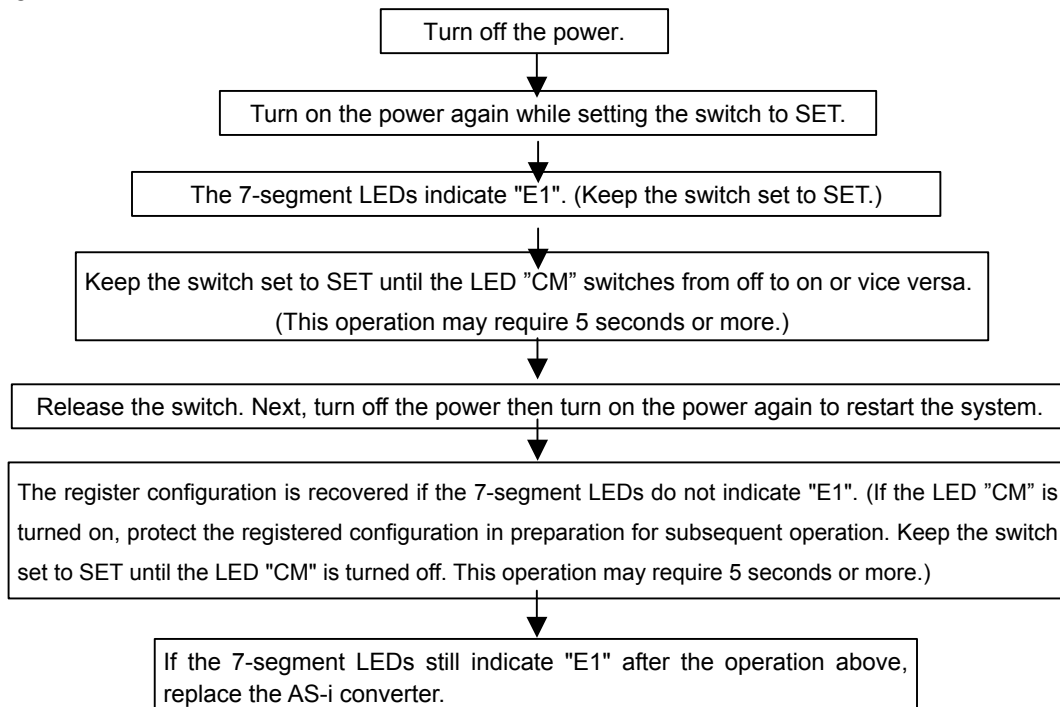 Turn off the power.
Turn on the power again while setting the switch to SET.
The 7-segment LEDs indicate "E1". (Keep the switch set to SET.)
Keep the switch set to SET until the LED ”CM” switches from off to on or vice versa.
(This operation may require 5 seconds or more.)
Release the switch. Next, turn off the power then turn on the power again to restart the system.
The register configuration is recovered if the 7-segment LEDs do not indicate "E1". (If the LED ”CM” is
turned on, protect the registered configuration in preparation for subsequent operation. Keep the switch
set to SET until the LED "CM" is turned off. This operation may require 5 seconds or more.)
If the 7-segment LEDs still indicate "E1" after the operation above,
replace the AS-i converter.